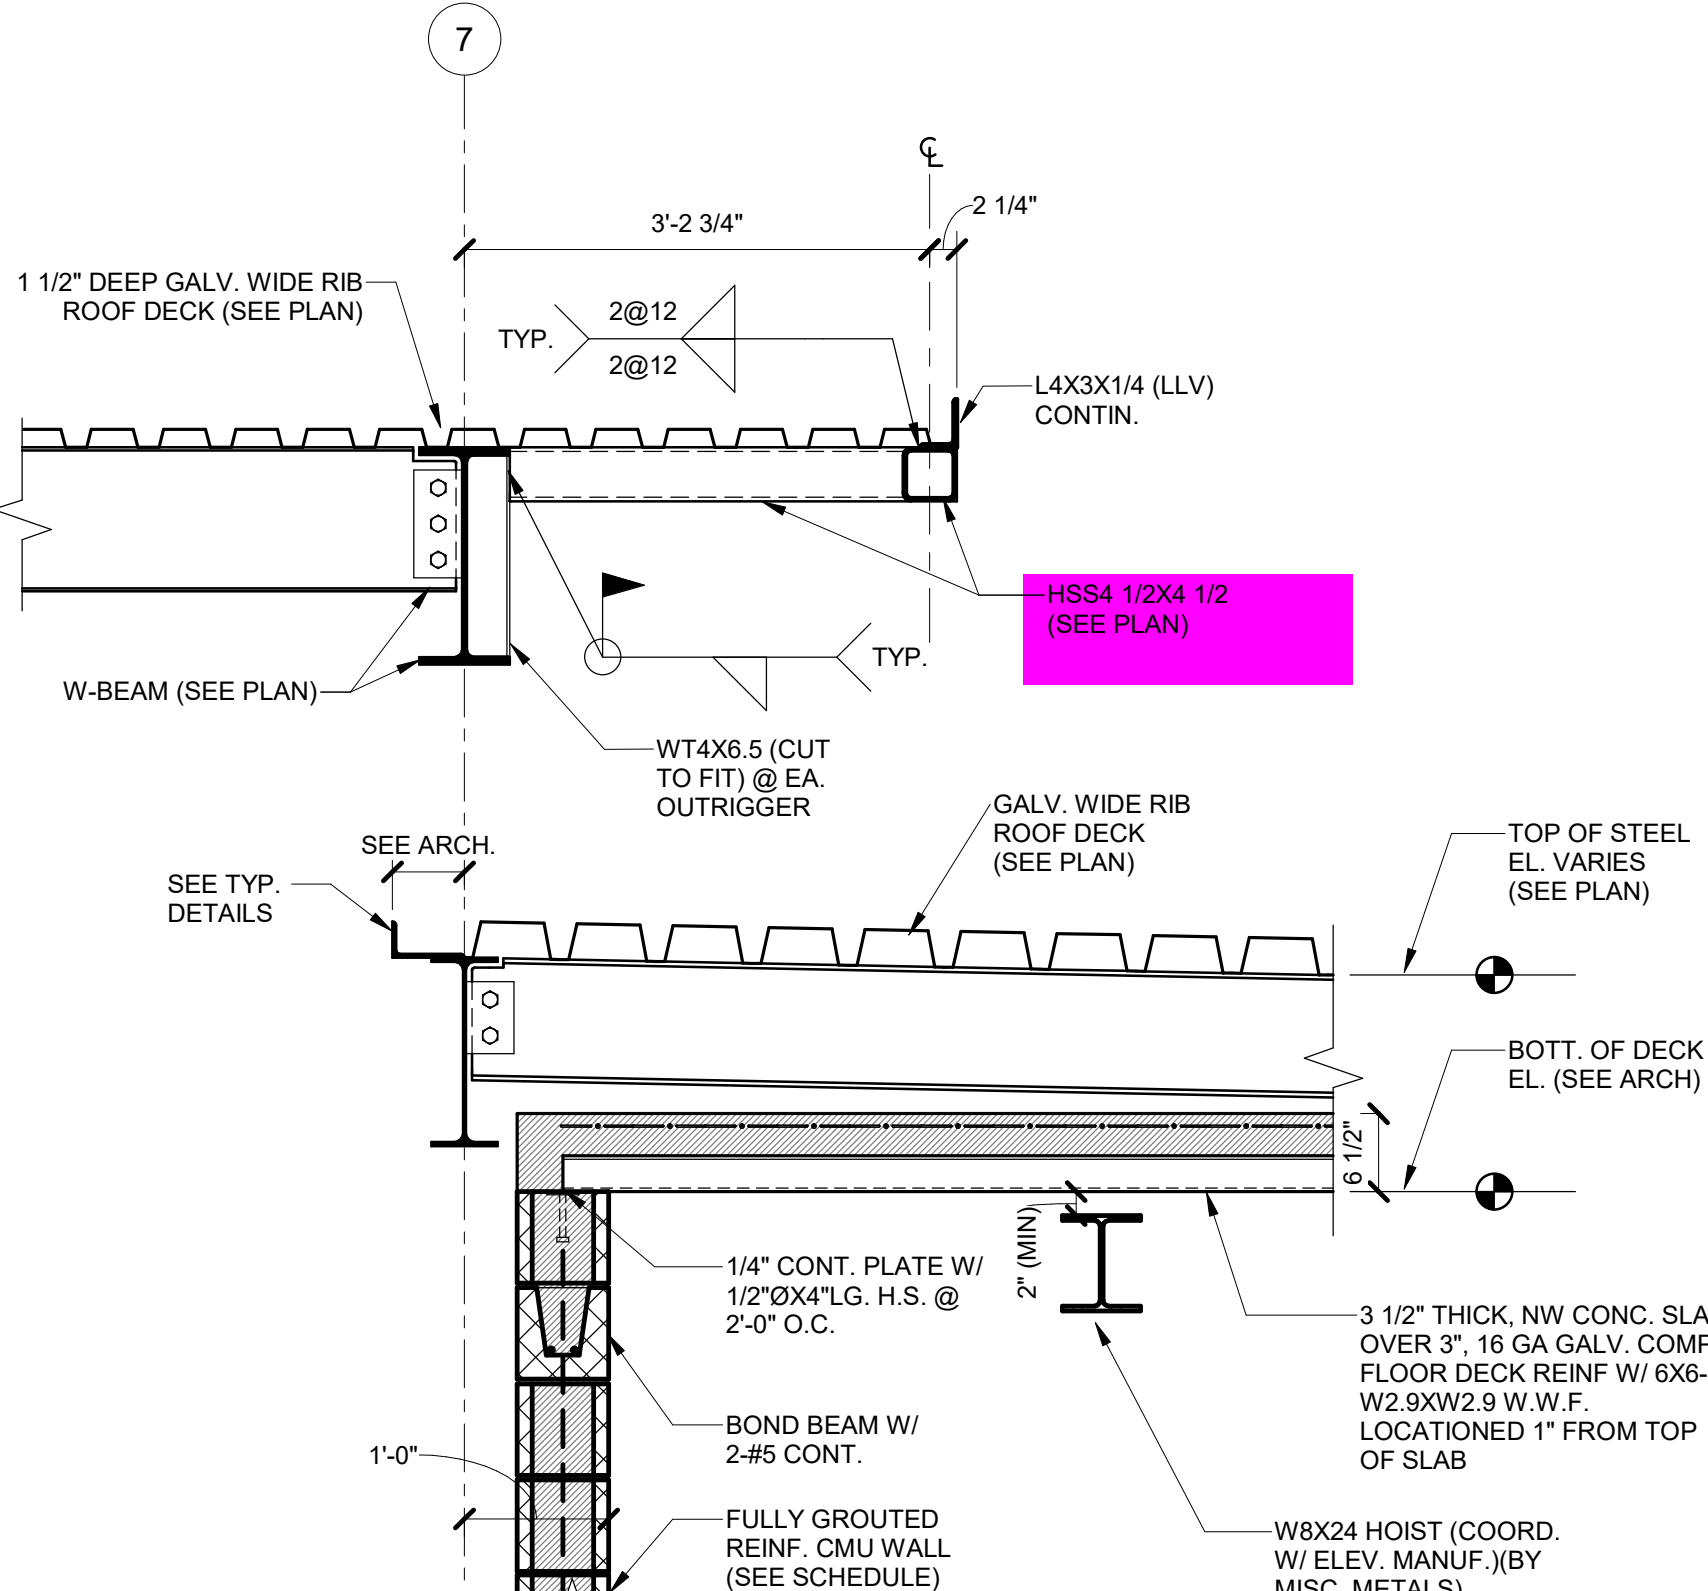 7
℄
3'-2 3/4"
2 1/4"
1 1/2" DEEP GALV. WIDE RIB
ROOF DECK (SEE PLAN)
2@12
TYP.
2@12
L4X3X1/4 (LLV)
CONTIN.
HSS4 1/2X4 1/2
(SEE PLAN)
TYP.
W-BEAM (SEE PLAN)
WT4X6.5 (CUT
TO FIT) @ EA.
OUTRIGGER
GALV. WIDE RIB
ROOF DECK
(SEE PLAN)
TOP OF STEEL
EL. VARIES
(SEE PLAN)
SEE ARCH.
SEE TYP.
DETAILS
BOTT. OF DECK
EL. (SEE ARCH)
6 1/2"
2" (MIN)
1/4" CONT. PLATE W/
1/2"ØX4"LG. H.S. @
2'-0" O.C.
3 1/2" THICK, NW CONC. SLA
OVER 3", 16 GA GALV. COMP
FLOOR DECK REINF W/ 6X6-
W2.9XW2.9 W.W.F.
LOCATIONED 1" FROM TOP
OF SLAB
BOND BEAM W/
2-#5 CONT.
1'-0"
FULLY GROUTED
REINF. CMU WALL
(SEE SCHEDULE)
W8X24 HOIST (COORD.
W/ ELEV. MANUF.)(BY
MISC. METALS)